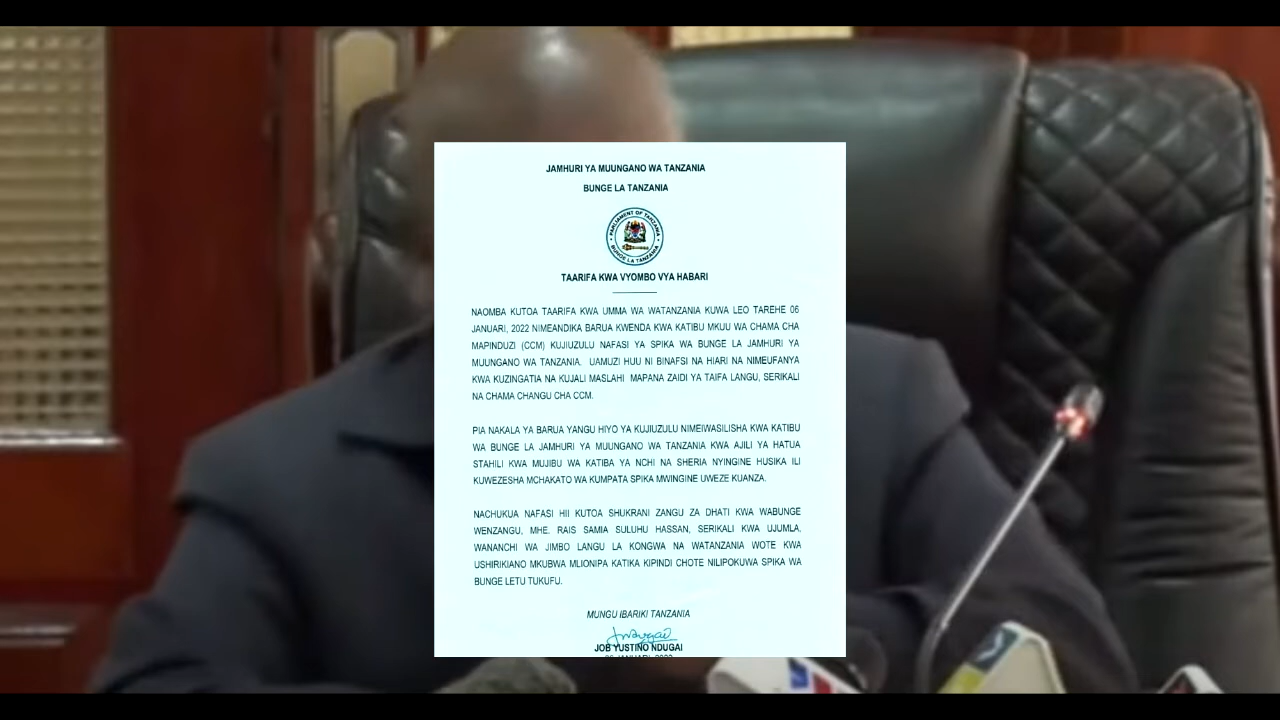 JAMHURI YA MUUNGANO WA TANZANIA
BUNGE LA TANZANIA
PARLIAMENT OF TANZANIA
BUNGE LA TANZANIA
TAARIFA KWA VYOMBO VYA HABARI
NAOMBA KUTOA TAARIFA KWA UMMA WA WATANZANIA KUWA LEO TAREHE 06
JANUARI, 2022 NIMEANDIKA BARUA KWENDA KWA KATIBU MKUU WA CHAMA CHA
MAPINDUZI (CCM) KUJIUZULU NAFASI YA SPIKA WA BUNGE LA JAMHURI YA
MUUNGANO WA TANZANIA. UAMUZI HUU NI BINAFSI NA HIARI NA NIMEUFANYA
KWA KUZINGATIA NA KUJALI MASLAHI MAPANA ZAIDI YA TAIFA LANGU, SERIKALI
NA CHAMA CHANGU CHA CCM.
PIA NAKALA YA BARUA YANGU HIYO YA KUJIUZULU NIMEIWASILISHA KWA KATIBU
WA BUNGE LA JAMHURI YA MUUNGANO WA TANZANIA KWA AJILI YA HATUA
STAHILI KWA MUJIBU WA KATIBA YA NCHI NA SHERIA NYINGINE HUSIKA ILI
KUWEZESHA MCHAKATO WA KUMPATA SPIKA MWINGINE UWEZE KUANZA.
NACHUKUA NAFASI HII KUTOA SHUKRANI ZANGU ZA DHATI KWA WABUNGE
WENZANGU, MHE. RAIS SAMIA SULUHU HASSAN, SERIKALI KWA UJUMLA,
WANANCHI WA JIMBO LANGU LA KONGWA NA WATANZANIA WOTE KWA
USHIRIKIANO MKUBWA MLIONIPA KATIKA KIPINDI CHOTE NILIPOKUWA SPIKA WA
BUNGE LETU TUKUFU.
MUNGU IBARIKI TANZANIA
JOB YUSTINO NDUGAI